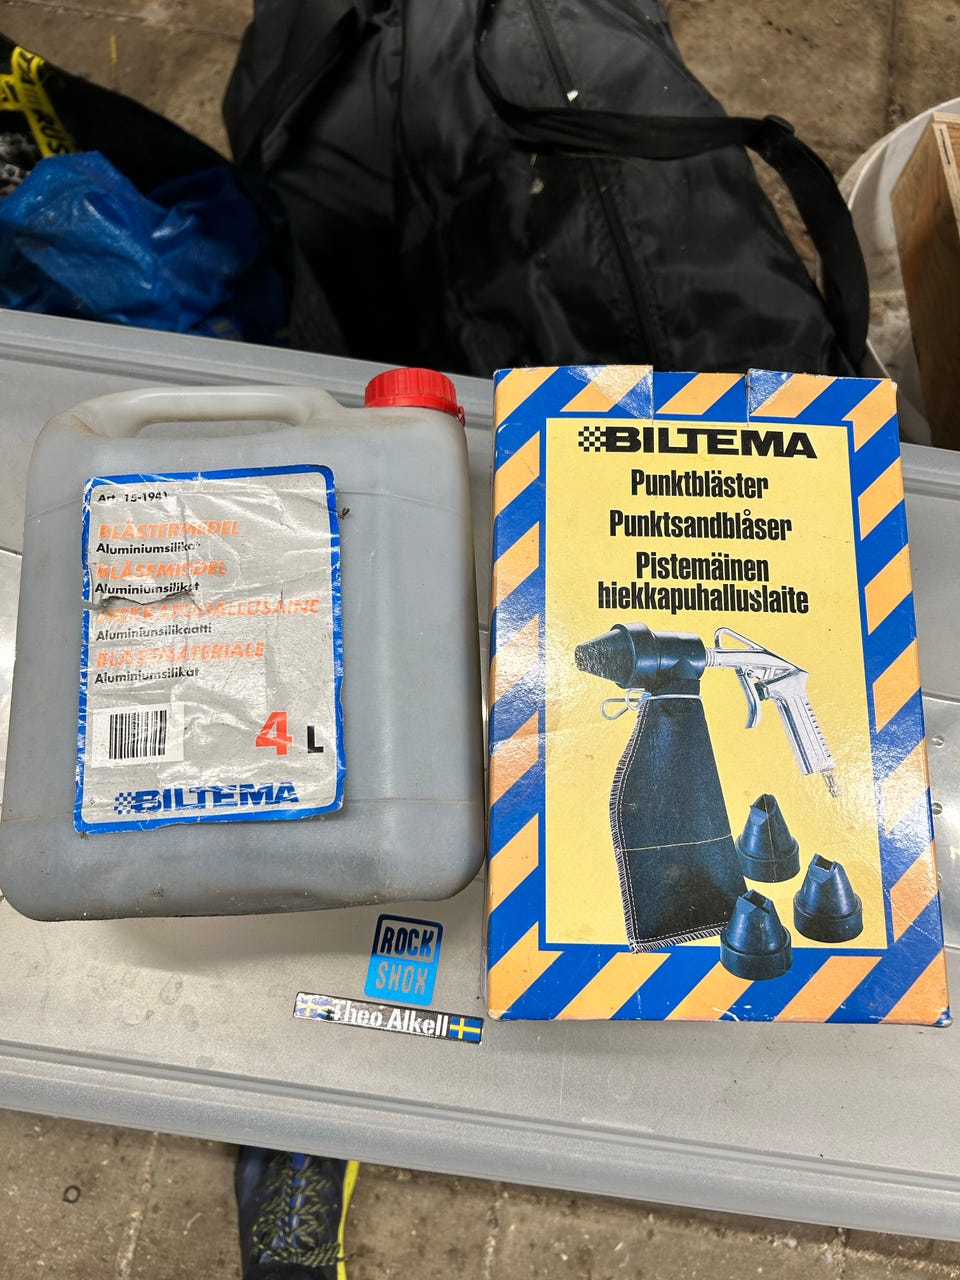 Art. 15-1941
BLÄSTERMEDEL
Aluminiumsilikat
BLÅSEMIDDEL
Aluminiumsilikat
Aluminiumsilikaatti
Aluminiumsilikat
4 L
BILTEMA
BILTEMA
Punktbläster
Punktsandblåser
Pistemäinen
hiekkapuhalluslaite
ROCK
SHOX
Theo Alkell